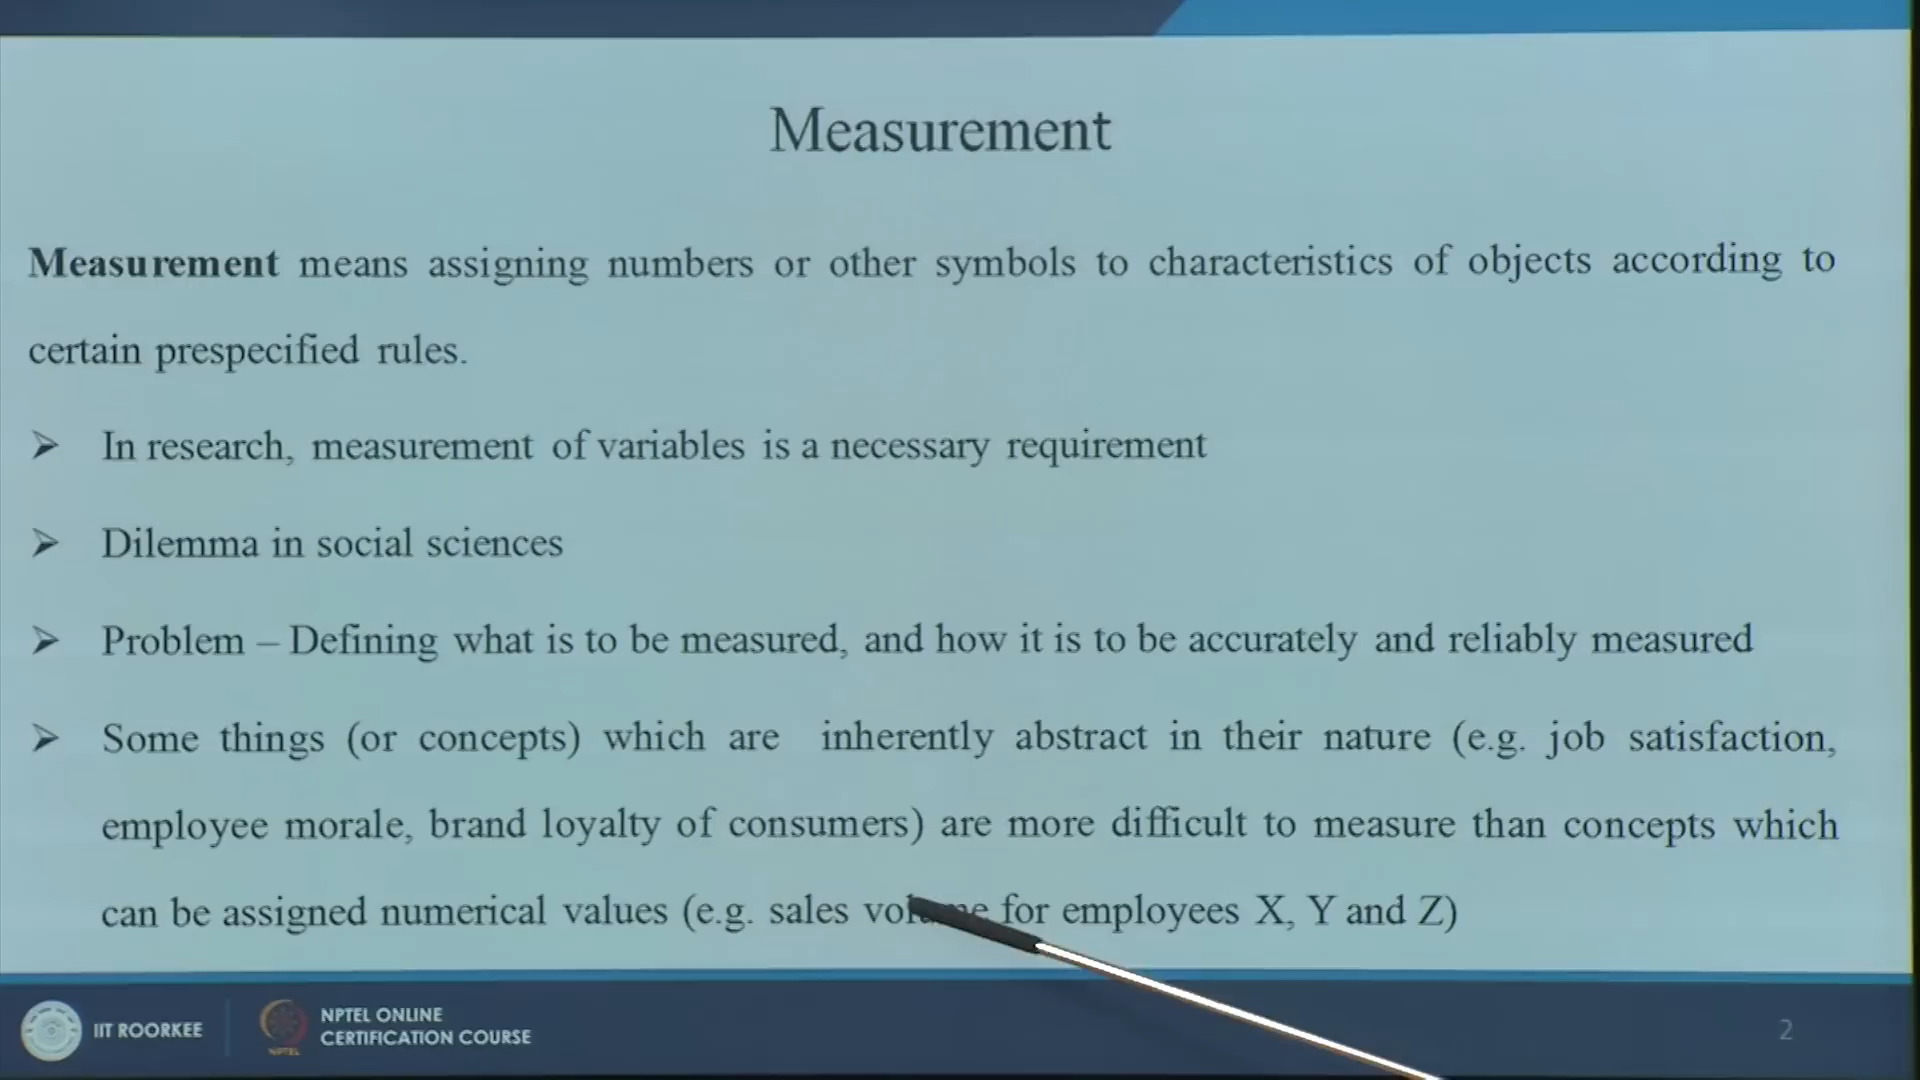 Measurement
Measurement means assigning numbers or other symbols to characteristics of objects according to
certain prespecified rules.
➢ In research, measurement of variables is a necessary requirement
➢ Dilemma in social sciences
➢ Problem – Defining what is to be measured, and how it is to be accurately and reliably measured
➢ Some things (or concepts) which are inherently abstract in their nature (e.g. job satisfaction,
employee morale, brand loyalty of consumers) are more difficult to measure than concepts which
can be assigned numerical values (e.g. sales volume for employees X, Y and Z)
IIT ROORKEE
NPTEL
NPTEL ONLINE
CERTIFICATION COURSE
2